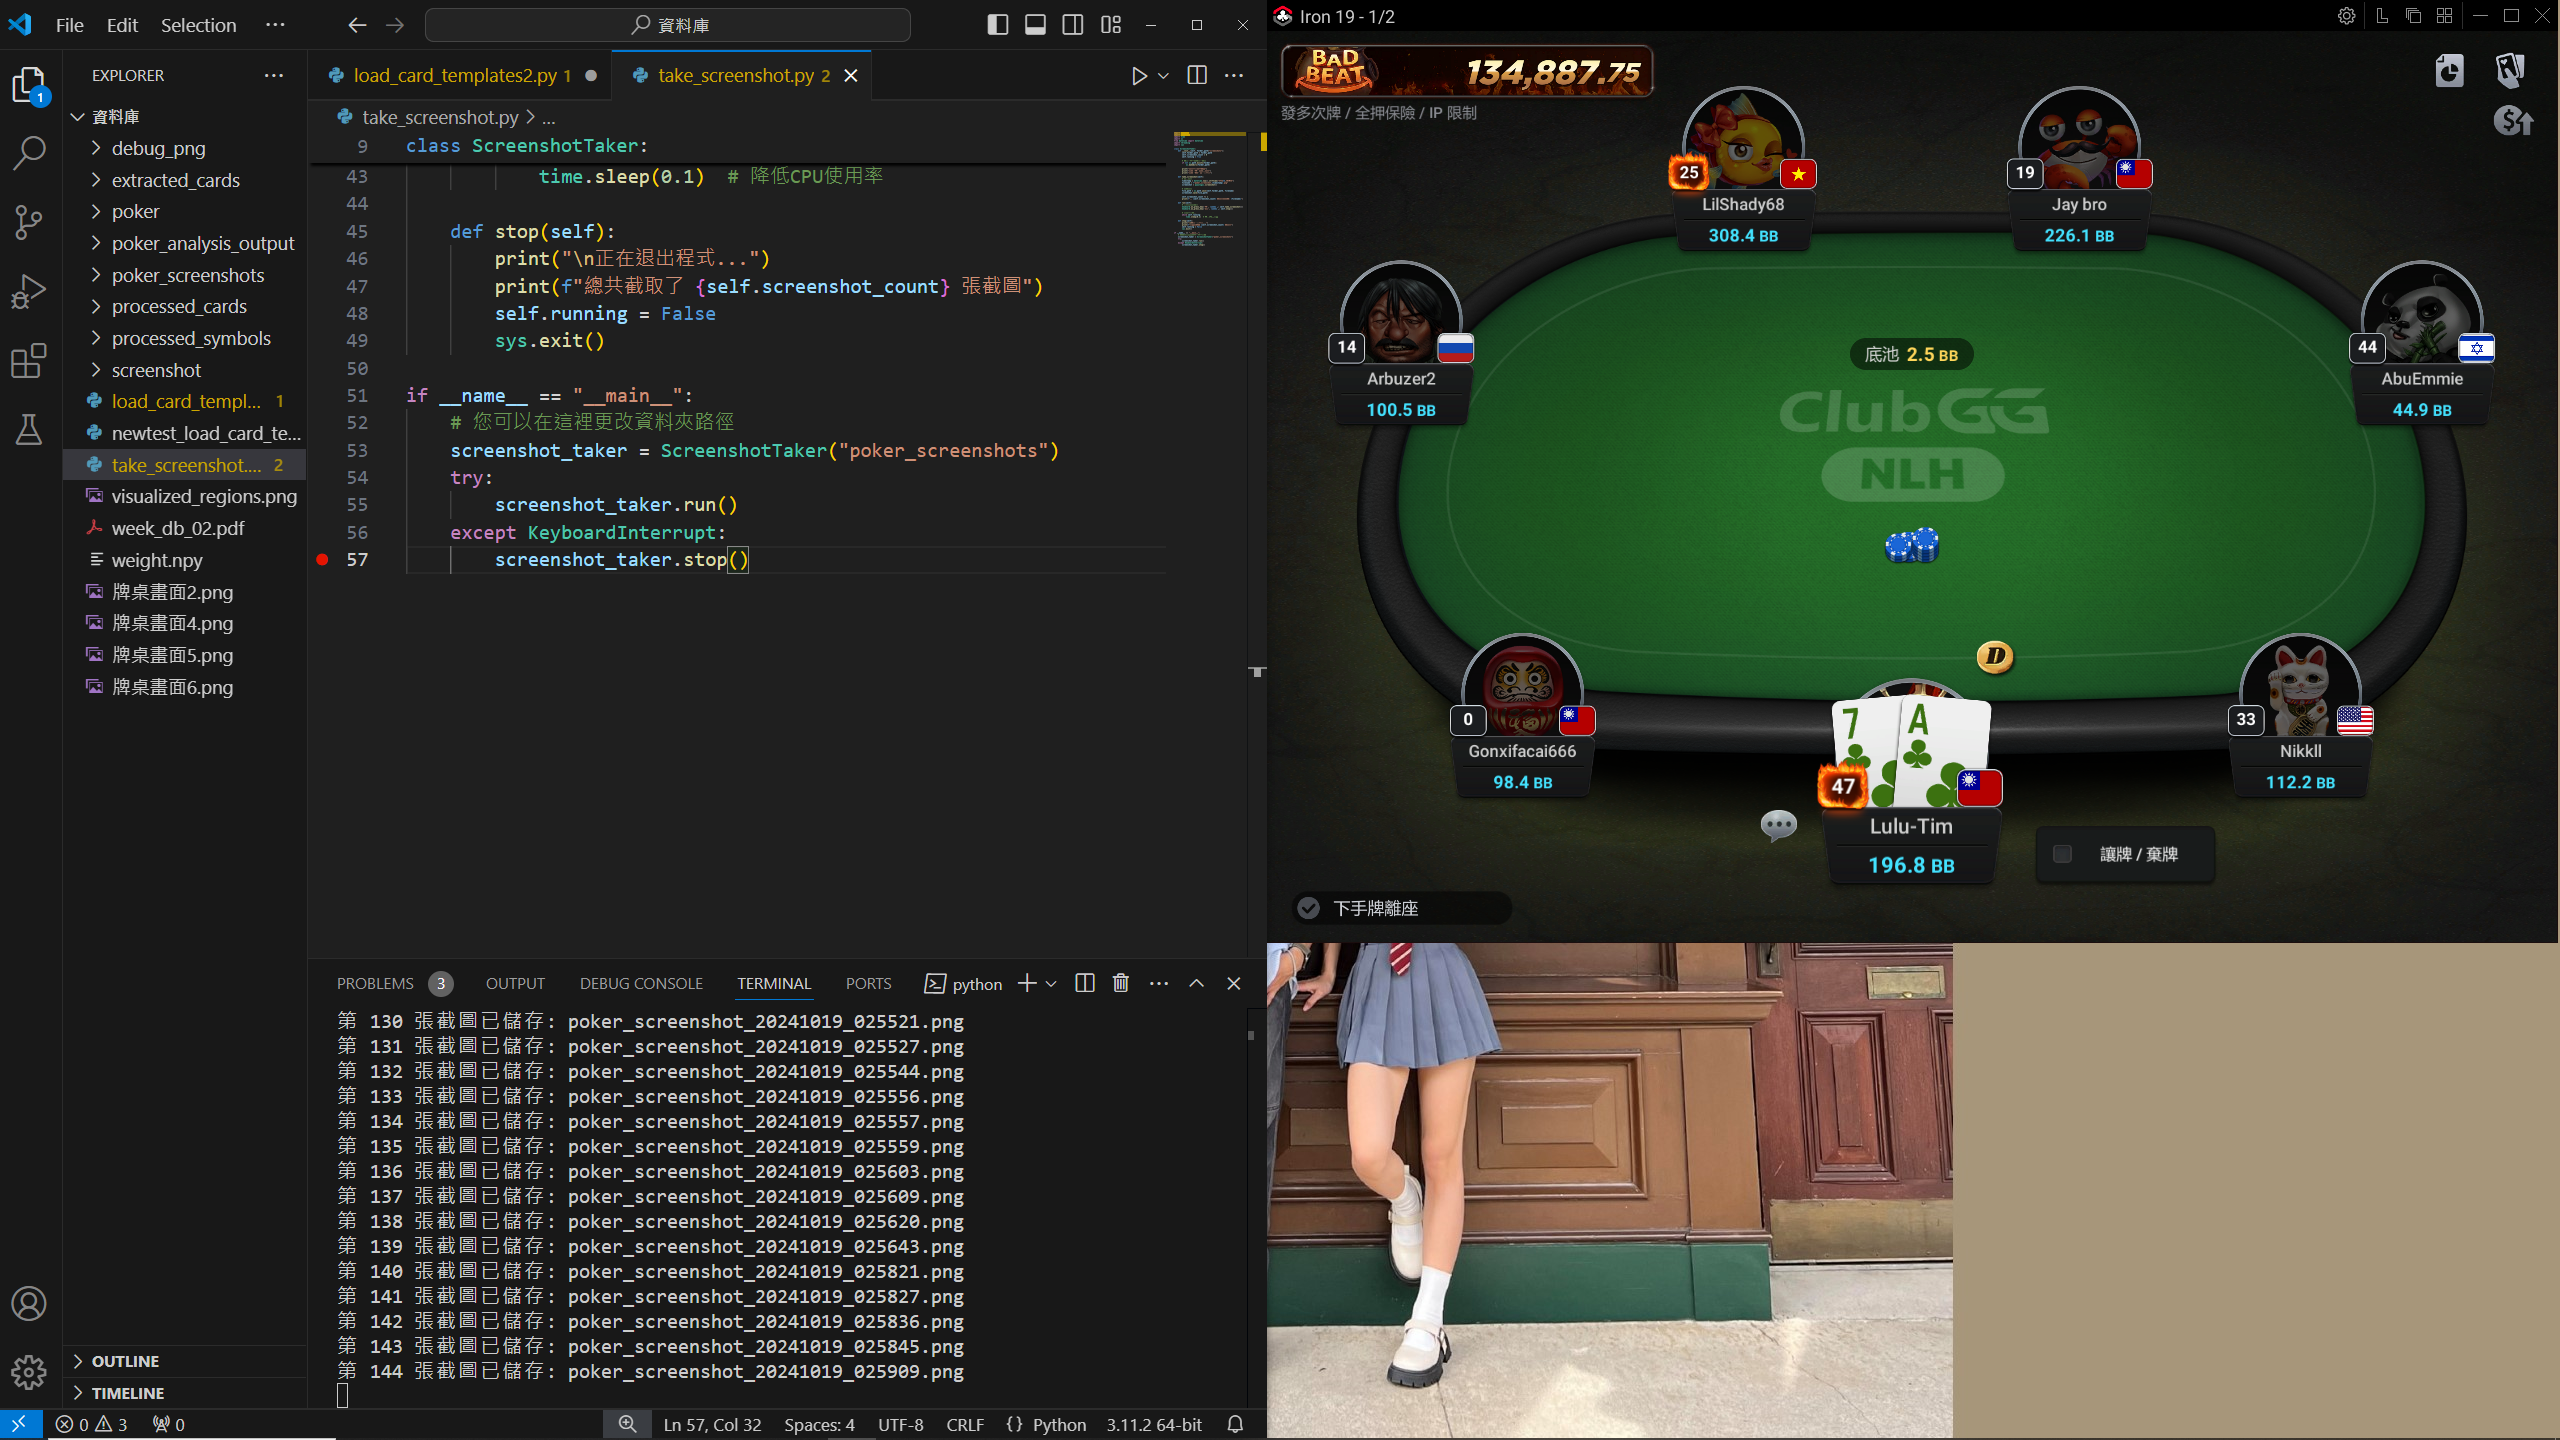 File Edit Selection ...
資料庫
EXPLORER ...
1
資料庫
debug_png
extracted_cards
poker
poker_analysis_output
poker_screenshots
processed_cards
processed_symbols
screenshot
load_card_templ... 1
newtest_load_card_te...
take_screenshot.... 2
visualized_regions.png
week_db_02.pdf
weight.npy
牌桌畫面2.png
牌桌畫面4.png
牌桌畫面5.png
牌桌畫面6.png
OUTLINE
TIMELINE
load_card_templates2.py 1
take_screenshot.py 2
take_screenshot.py > ...
9 class ScreenshotTaker:
43 time.sleep(0.1) # 降低CPU使用率
44
45 def stop(self):
46 print("\n正在退出程式...")
47 print(f"總共截取了 {self.screenshot_count} 張截圖")
48 self.running = False
49 sys.exit()
50
51 if __name__ == "__main__":
52 # 您可以在這裡更改資料夾路徑
53 screenshot_taker = ScreenshotTaker("poker_screenshots")
54 try:
55 screenshot_taker.run()
56 except KeyboardInterrupt:
57 screenshot_taker.stop()
PROBLEMS 3 OUTPUT DEBUG CONSOLE TERMINAL PORTS python
第 130 張截圖已儲存: poker_screenshot_20241019_025521.png
第 131 張截圖已儲存: poker_screenshot_20241019_025527.png
第 132 張截圖已儲存: poker_screenshot_20241019_025544.png
第 133 張截圖已儲存: poker_screenshot_20241019_025556.png
第 134 張截圖已儲存: poker_screenshot_20241019_025557.png
第 135 張截圖已儲存: poker_screenshot_20241019_025559.png
第 136 張截圖已儲存: poker_screenshot_20241019_025603.png
第 137 張截圖已儲存: poker_screenshot_20241019_025609.png
第 138 張截圖已儲存: poker_screenshot_20241019_025620.png
第 139 張截圖已儲存: poker_screenshot_20241019_025643.png
第 140 張截圖已儲存: poker_screenshot_20241019_025821.png
第 141 張截圖已儲存: poker_screenshot_20241019_025827.png
第 142 張截圖已儲存: poker_screenshot_20241019_025836.png
第 143 張截圖已儲存: poker_screenshot_20241019_025845.png
第 144 張截圖已儲存: poker_screenshot_20241019_025909.png
0 3 0 Ln 57, Col 32 Spaces: 4 UTF-8 CRLF {} Python 3.11.2 64-bit
Iron 19 - 1/2
BAD BEAT 134,887.75
發多次牌 / 全押保險 / IP 限制
25
LilShady68
308.4 BB
19
Jay bro
226.1 BB
14
Arbuzer2
100.5 BB
44
AbuEmmie
44.9 BB
底池 2.5 BB
ClubGG
NLH
D
0
Gonxifacai666
98.4 BB
33
Nikkll
112.2 BB
7 A
47
Lulu-Tim
196.8 BB
讓牌 / 棄牌
下手牌離座